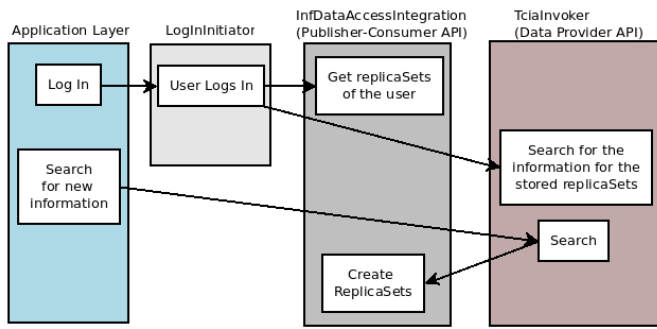 Application Layer
LogInInitiator
InfDataAccessIntegration
(Publisher-Consumer API)
TciaInvoker
(Data Provider API)
Log In
User Logs In
Get replicaSets
of the user
Search
for new
information
Search for the
information for the
stored replicaSets
Search
Create
ReplicaSets